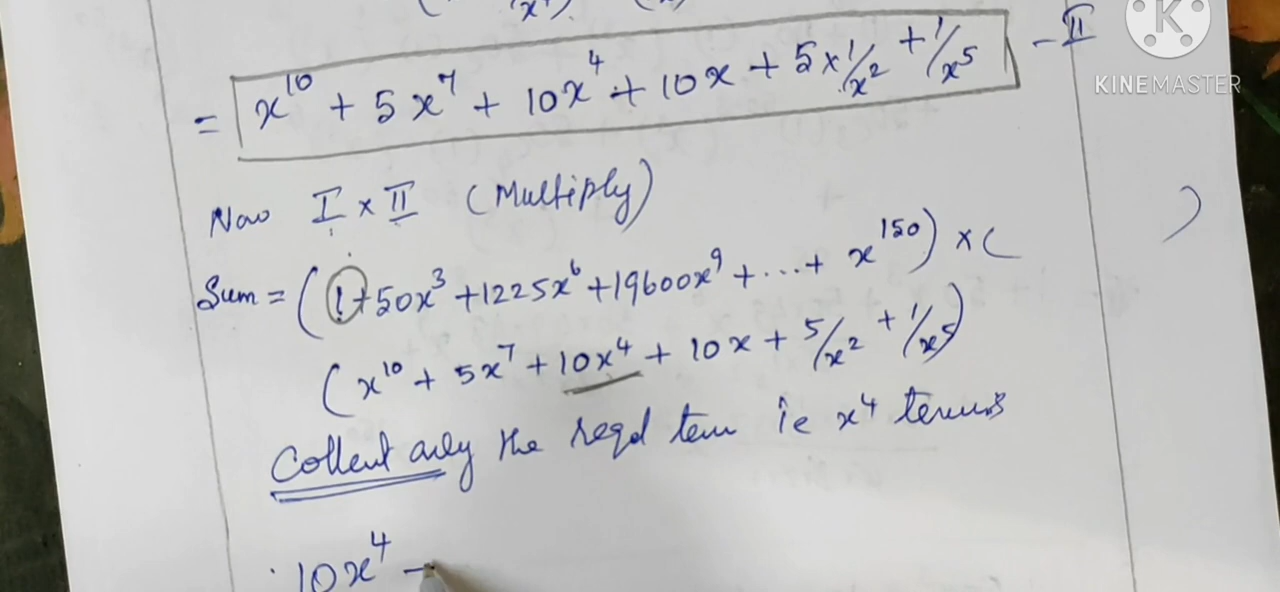 = x^10 + 5x^7 + 10x^4 + 10x + 5×1/x^2 + 1/x^5 - II
KINEMASTER
Now I × II (Multiply)
Sum = (1+50x^3+1225x^6+19600x^9+...+ x^150) × (
(x^10 + 5x^7 + 10x^4 + 10x + 5/x^2 + 1/x^5)
Collect only the reqd term ie x^4 terms
10x^4